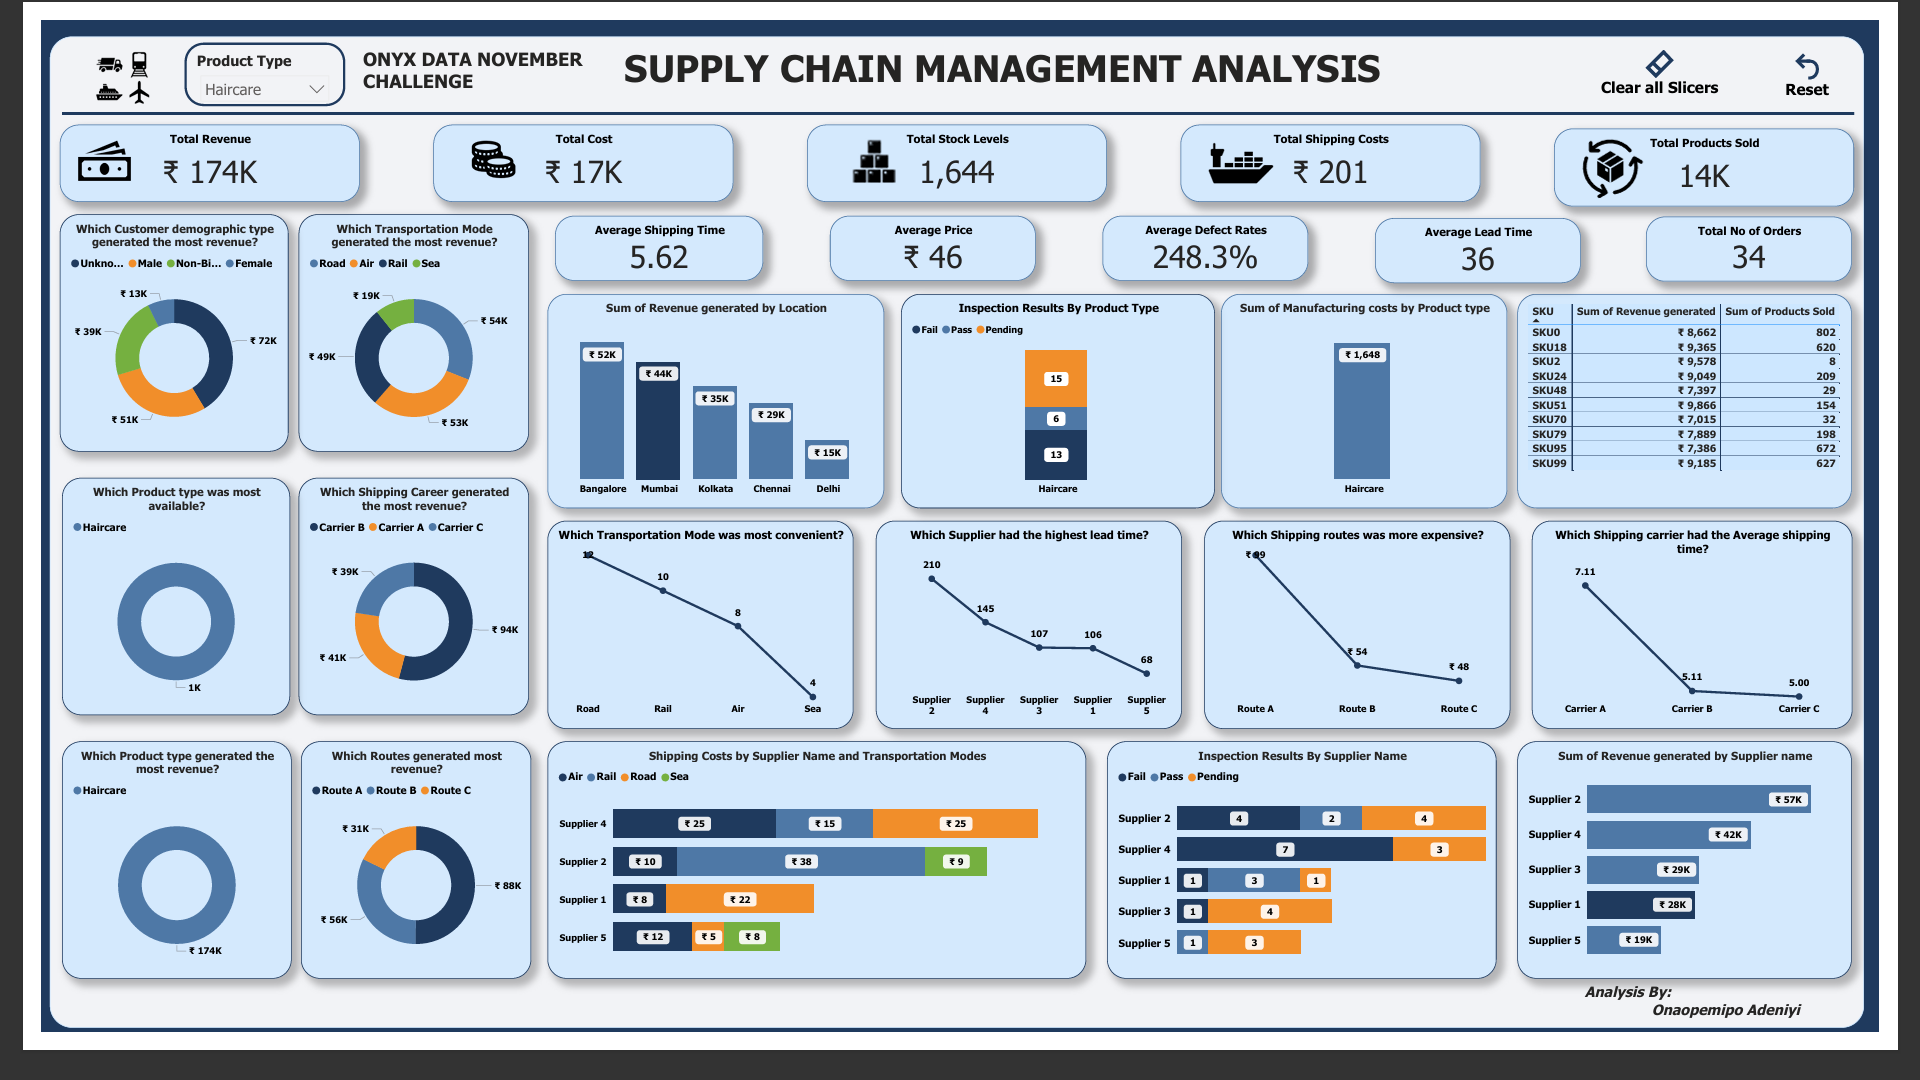 Product Type
Haircare
ONYX DATA NOVEMBER
CHALLENGE
SUPPLY CHAIN MANAGEMENT ANALYSIS
Clear all Slicers
Reset
Total Revenue
₹ 174K
Total Cost
₹ 17K
Total Stock Levels
1,644
Total Shipping Costs
₹ 201
Total Products Sold
14K
Which Customer demographic type
generated the most revenue?
Unkno... Male Non-Bi... Female
₹ 13K
₹ 39K
₹ 72K
₹ 51K
Which Transportation Mode
generated the most revenue?
Road Air Rail Sea
₹ 19K
₹ 54K
₹ 49K
₹ 53K
Average Shipping Time
5.62
Average Price
₹ 46
Average Defect Rates
248.3%
Average Lead Time
36
Total No of Orders
34
Sum of Revenue generated by Location
₹ 52K
₹ 44K
₹ 35K
₹ 29K
₹ 15K
Bangalore Mumbai Kolkata Chennai Delhi
Inspection Results By Product Type
Fail Pass Pending
15
6
13
Haircare
Sum of Manufacturing costs by Product type
₹ 1,648
Haircare
SKU Sum of Revenue generated Sum of Products Sold
SKU0 ₹ 8,662 802
SKU18 ₹ 9,365 620
SKU2 ₹ 9,578 8
SKU24 ₹ 9,049 209
SKU48 ₹ 7,397 29
SKU51 ₹ 9,866 154
SKU70 ₹ 7,015 32
SKU79 ₹ 7,889 198
SKU95 ₹ 7,386 672
SKU99 ₹ 9,185 627
Which Product type was most
available?
Haircare
1K
Which Shipping Career generated
the most revenue?
Carrier B Carrier A Carrier C
₹ 39K
₹ 94K
₹ 41K
Which Transportation Mode was most convenient?
12
10
8
4
Road Rail Air Sea
Which Supplier had the highest lead time?
210
145
107
106
68
Supplier Supplier Supplier Supplier Supplier
2 4 3 1 5
Which Shipping routes was more expensive?
₹ 99
₹ 54
₹ 48
Route A Route B Route C
Which Shipping carrier had the Average shipping
time?
7.11
5.11
5.00
Carrier A Carrier B Carrier C
Which Product type generated the
most revenue?
Haircare
₹ 174K
Which Routes generated most
revenue?
Route A Route B Route C
₹ 31K
₹ 88K
₹ 56K
Shipping Costs by Supplier Name and Transportation Modes
Air Rail Road Sea
Supplier 4 ₹ 25 ₹ 15 ₹ 25
Supplier 2 ₹ 10 ₹ 38 ₹ 9
Supplier 1 ₹ 8 ₹ 22
Supplier 5 ₹ 12 ₹ 5 ₹ 8
Inspection Results By Supplier Name
Fail Pass Pending
Supplier 2 4 2 4
Supplier 4 7 3
Supplier 1 1 3 1
Supplier 3 1 4
Supplier 5 1 3
Sum of Revenue generated by Supplier name
Supplier 2 ₹ 57K
Supplier 4 ₹ 42K
Supplier 3 ₹ 29K
Supplier 1 ₹ 28K
Supplier 5 ₹ 19K
Analysis By:
Onaopemipo Adeniyi